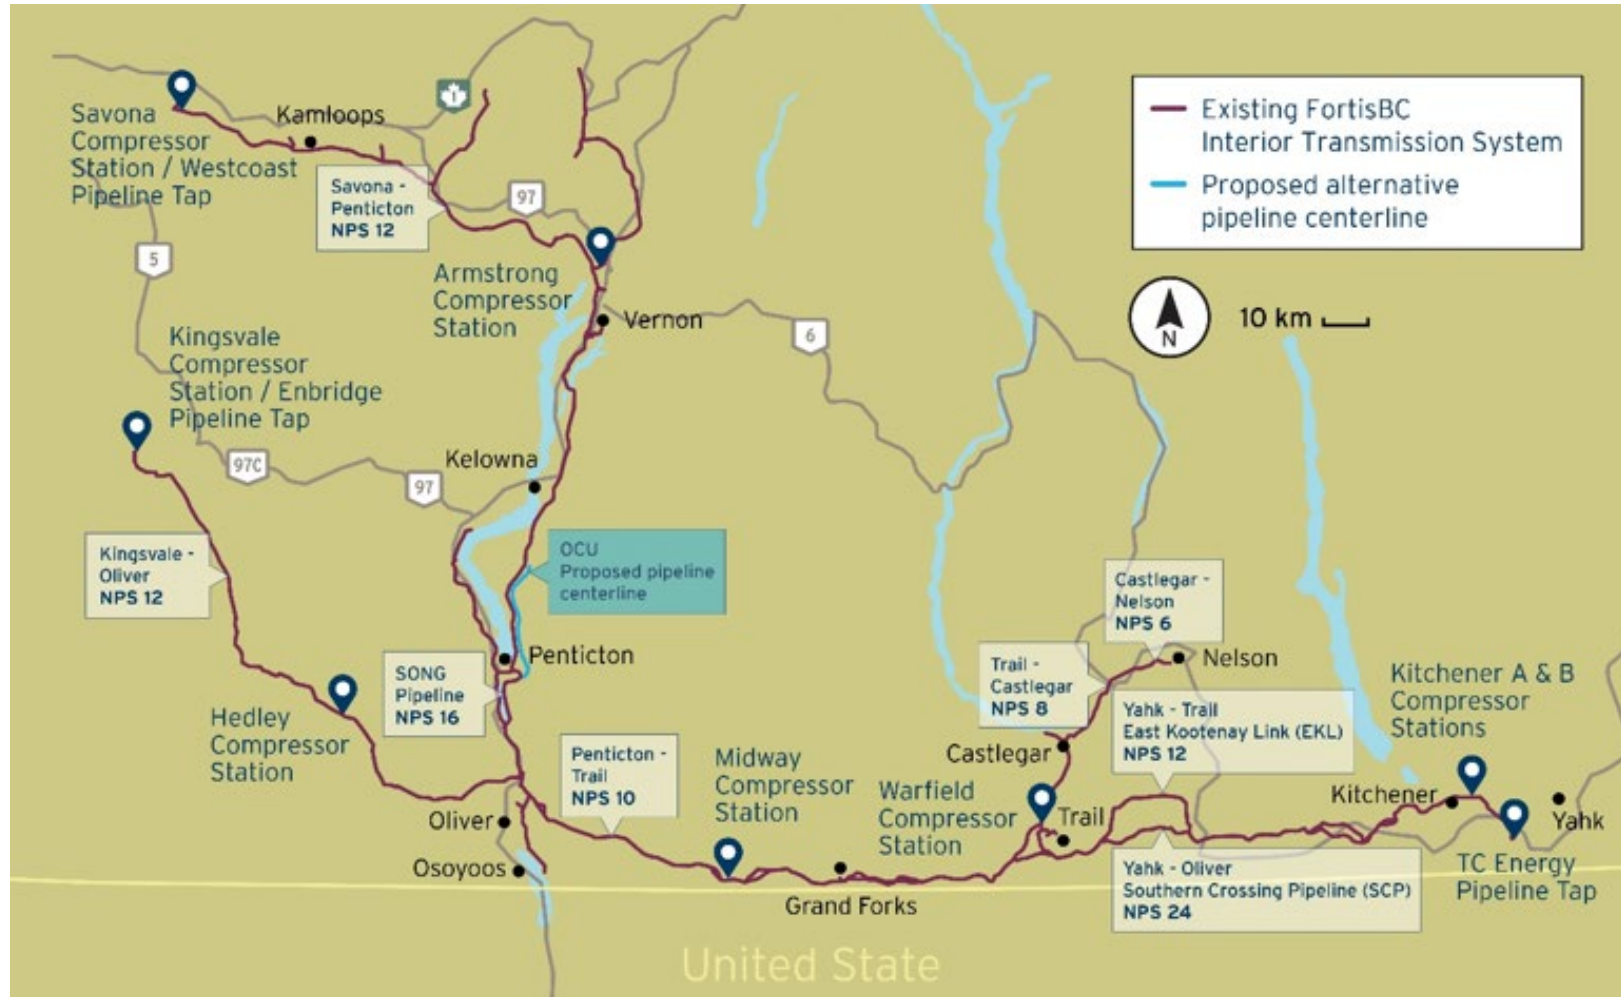 Savona
Compressor
Station / Westcoast
Pipeline Tap
Kamloops
1
Savona -
Penticton
NPS 12
97
5
Armstrong
Compressor
Station
Vernon
6
Existing FortisBC
Interior Transmission System
Proposed alternative
pipeline centerline
N
10 km
Kingsvale
Compressor
Station / Enbridge
Pipeline Tap
97C
97
Kelowna
Kingsvale -
Oliver
NPS 12
OCU
Proposed pipeline
centerline
Penticton
SONG
Pipeline
NPS 16
Hedley
Compressor
Station
Penticton -
Trail
NPS 10
Oliver
Osoyoos
Midway
Compressor
Station
Grand Forks
Warfield
Compressor
Station
Castlegar
Trail
Trail -
Castlegar
NPS 8
Castlegar -
Nelson
NPS 6
Nelson
Yahk - Trail
East Kootenay Link (EKL)
NPS 12
Yahk - Oliver
Southern Crossing Pipeline (SCP)
NPS 24
Kitchener A & B
Compressor
Stations
Kitchener
Yahk
TC Energy
Pipeline Tap
United State